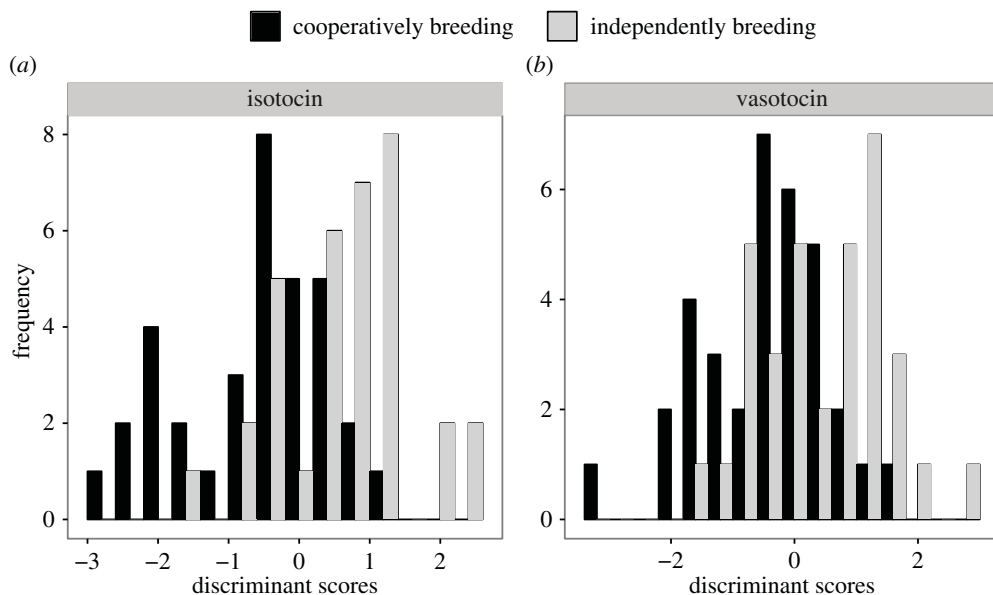 cooperatively breeding
independently breeding
(a)
(b)
isotocin
vasotocin
8
6
4
2
0
6
4
2
0
frequency
−3
−2
−1
0
1
2
−2
0
2
discriminant scores
discriminant scores